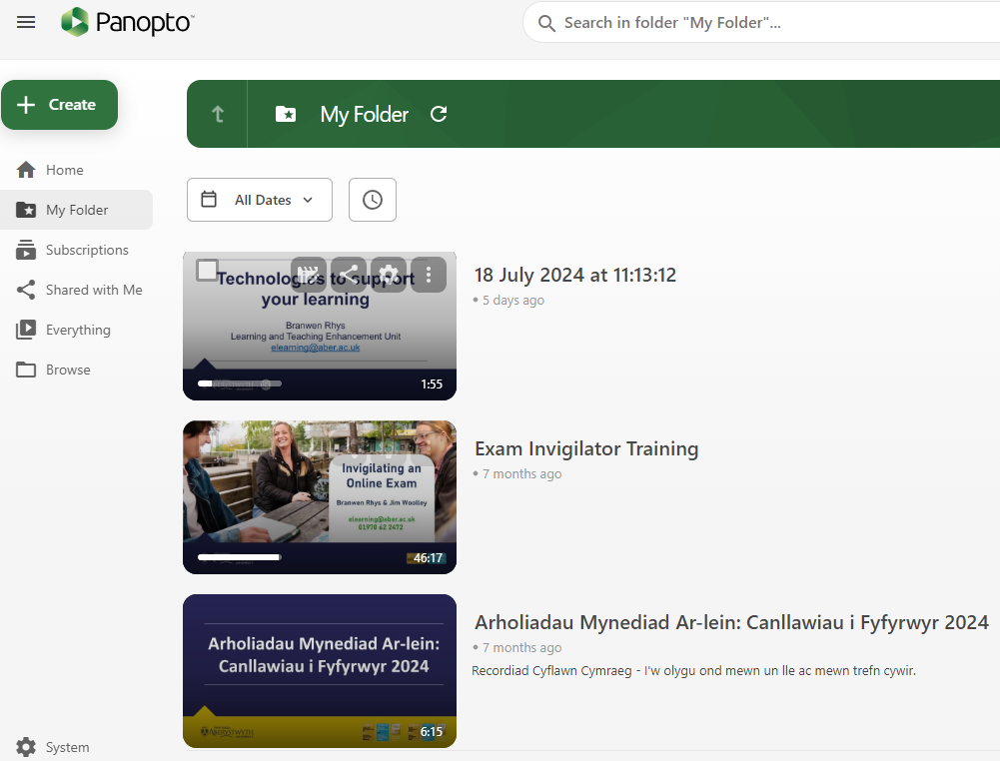 Panopto
Search in folder "My Folder"...
Create
My Folder
Home
My Folder
Subscriptions
Shared with Me
Everything
Browse
System
All Dates
Technologies to support
your learning
Branwen Rhys
Learning and Teaching Enhancement Unit
elearning@aber.ac.uk
1:55
18 July 2024 at 11:13:12
• 5 days ago
Invigilating an
Online Exam
Branwen Rhys & Jim Woolley
elearning@aber.ac.uk
01970 62 2472
46:17
Exam Invigilator Training
• 7 months ago
Arholiadau Mynediad Ar-lein:
Canllawiau i Fyfyrwyr 2024
6:15
Arholiadau Mynediad Ar-lein: Canllawiau i Fyfyrwyr 2024
• 7 months ago
Recordiad Cyflawn Cymraeg - I'w olygu ond mewn un lle ac mewn trefn cywir.